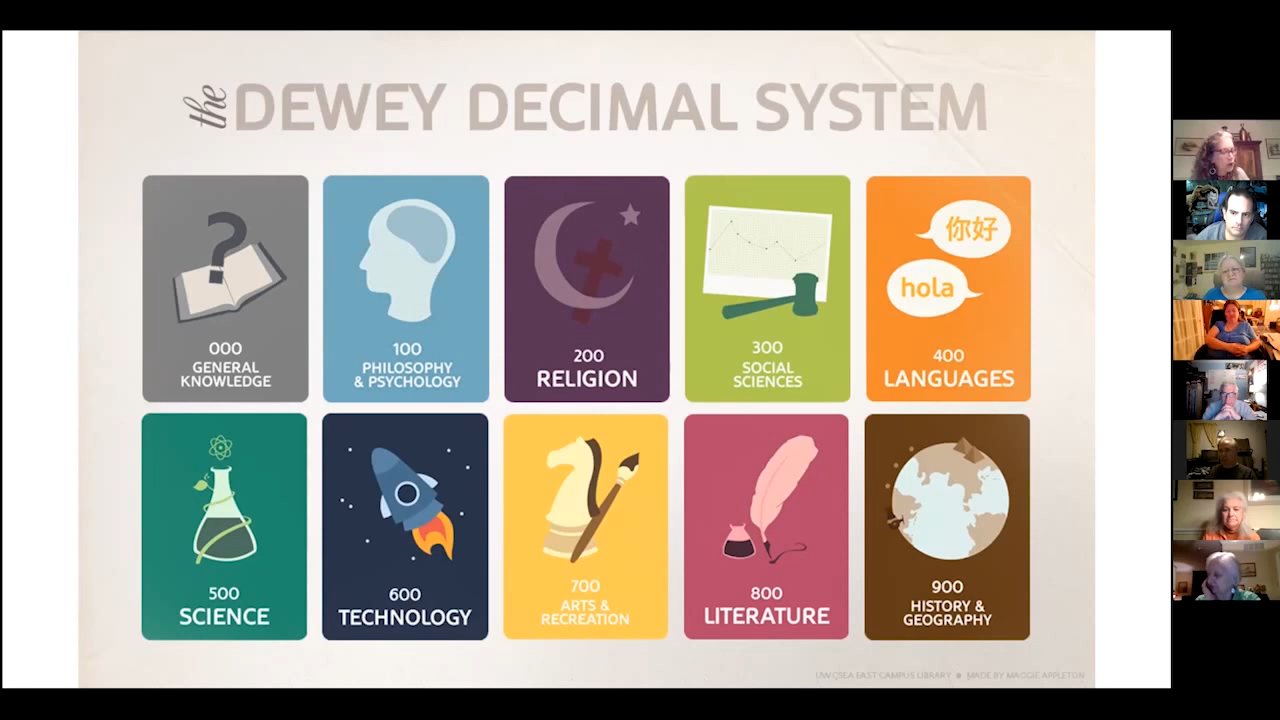 the DEWEY DECIMAL SYSTEM
000
GENERAL
KNOWLEDGE
100
PHILOSOPHY
& PSYCHOLOGY
200
RELIGION
300
SOCIAL
SCIENCES
你好
hola
400
LANGUAGES
500
SCIENCE
600
TECHNOLOGY
700
ARTS &
RECREATION
800
LITERATURE
900
HISTORY &
GEOGRAPHY
UW CSEA EAST CAMPUS LIBRARY MADE BY MAGGIE APPLETON